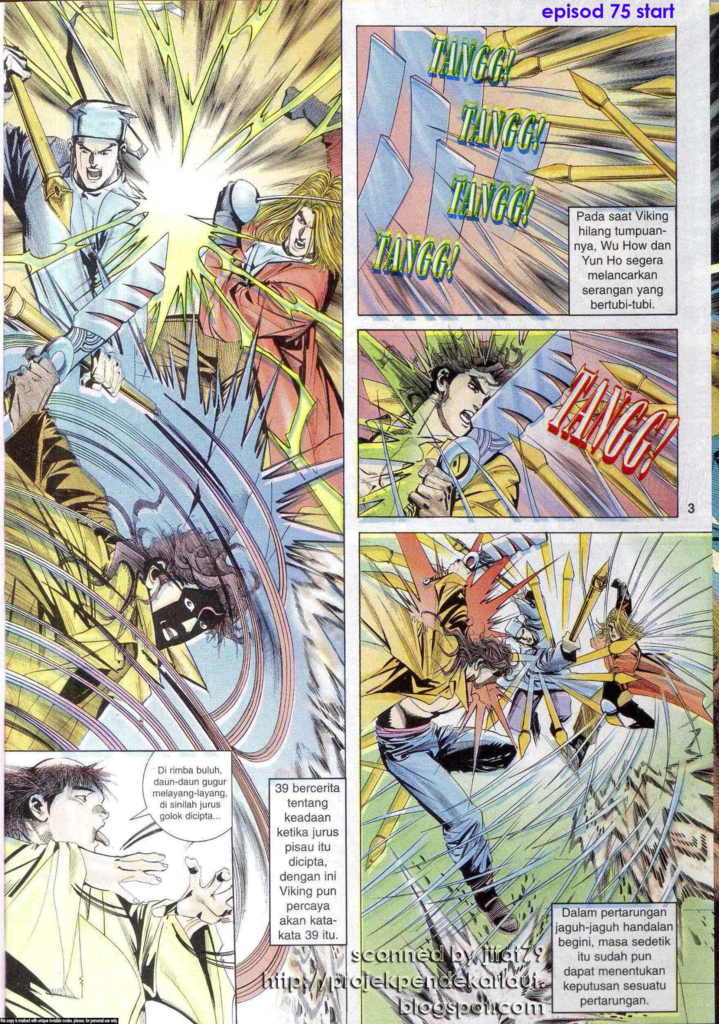 episod 75 start
TANGG!
TANGG!
TANGG!
TANGG!
Pada saat Viking
hilang tumpuan-
nya, Wu How dan
Yun Ho segera
melancarkan
serangan yang
bertubi-tubi.
TANGG!
3
Di rimba buluh,
daun-daun gugur
melayang-layang,
di sinilah jurus
golok dicipta...
39 bercerita
tentang
keadaan
ketika jurus
pisau itu
dicipta,
dengan ini
Viking pun
percaya
akan kata-
kata 39 itu.
Dalam pertarungan
jaguh-jaguh handalan
begini, masa sedetik
itu sudah pun
dapat menentukan
keputusan sesuatu
pertarungan.
http://projekpendekarlaut.
blogspot.com